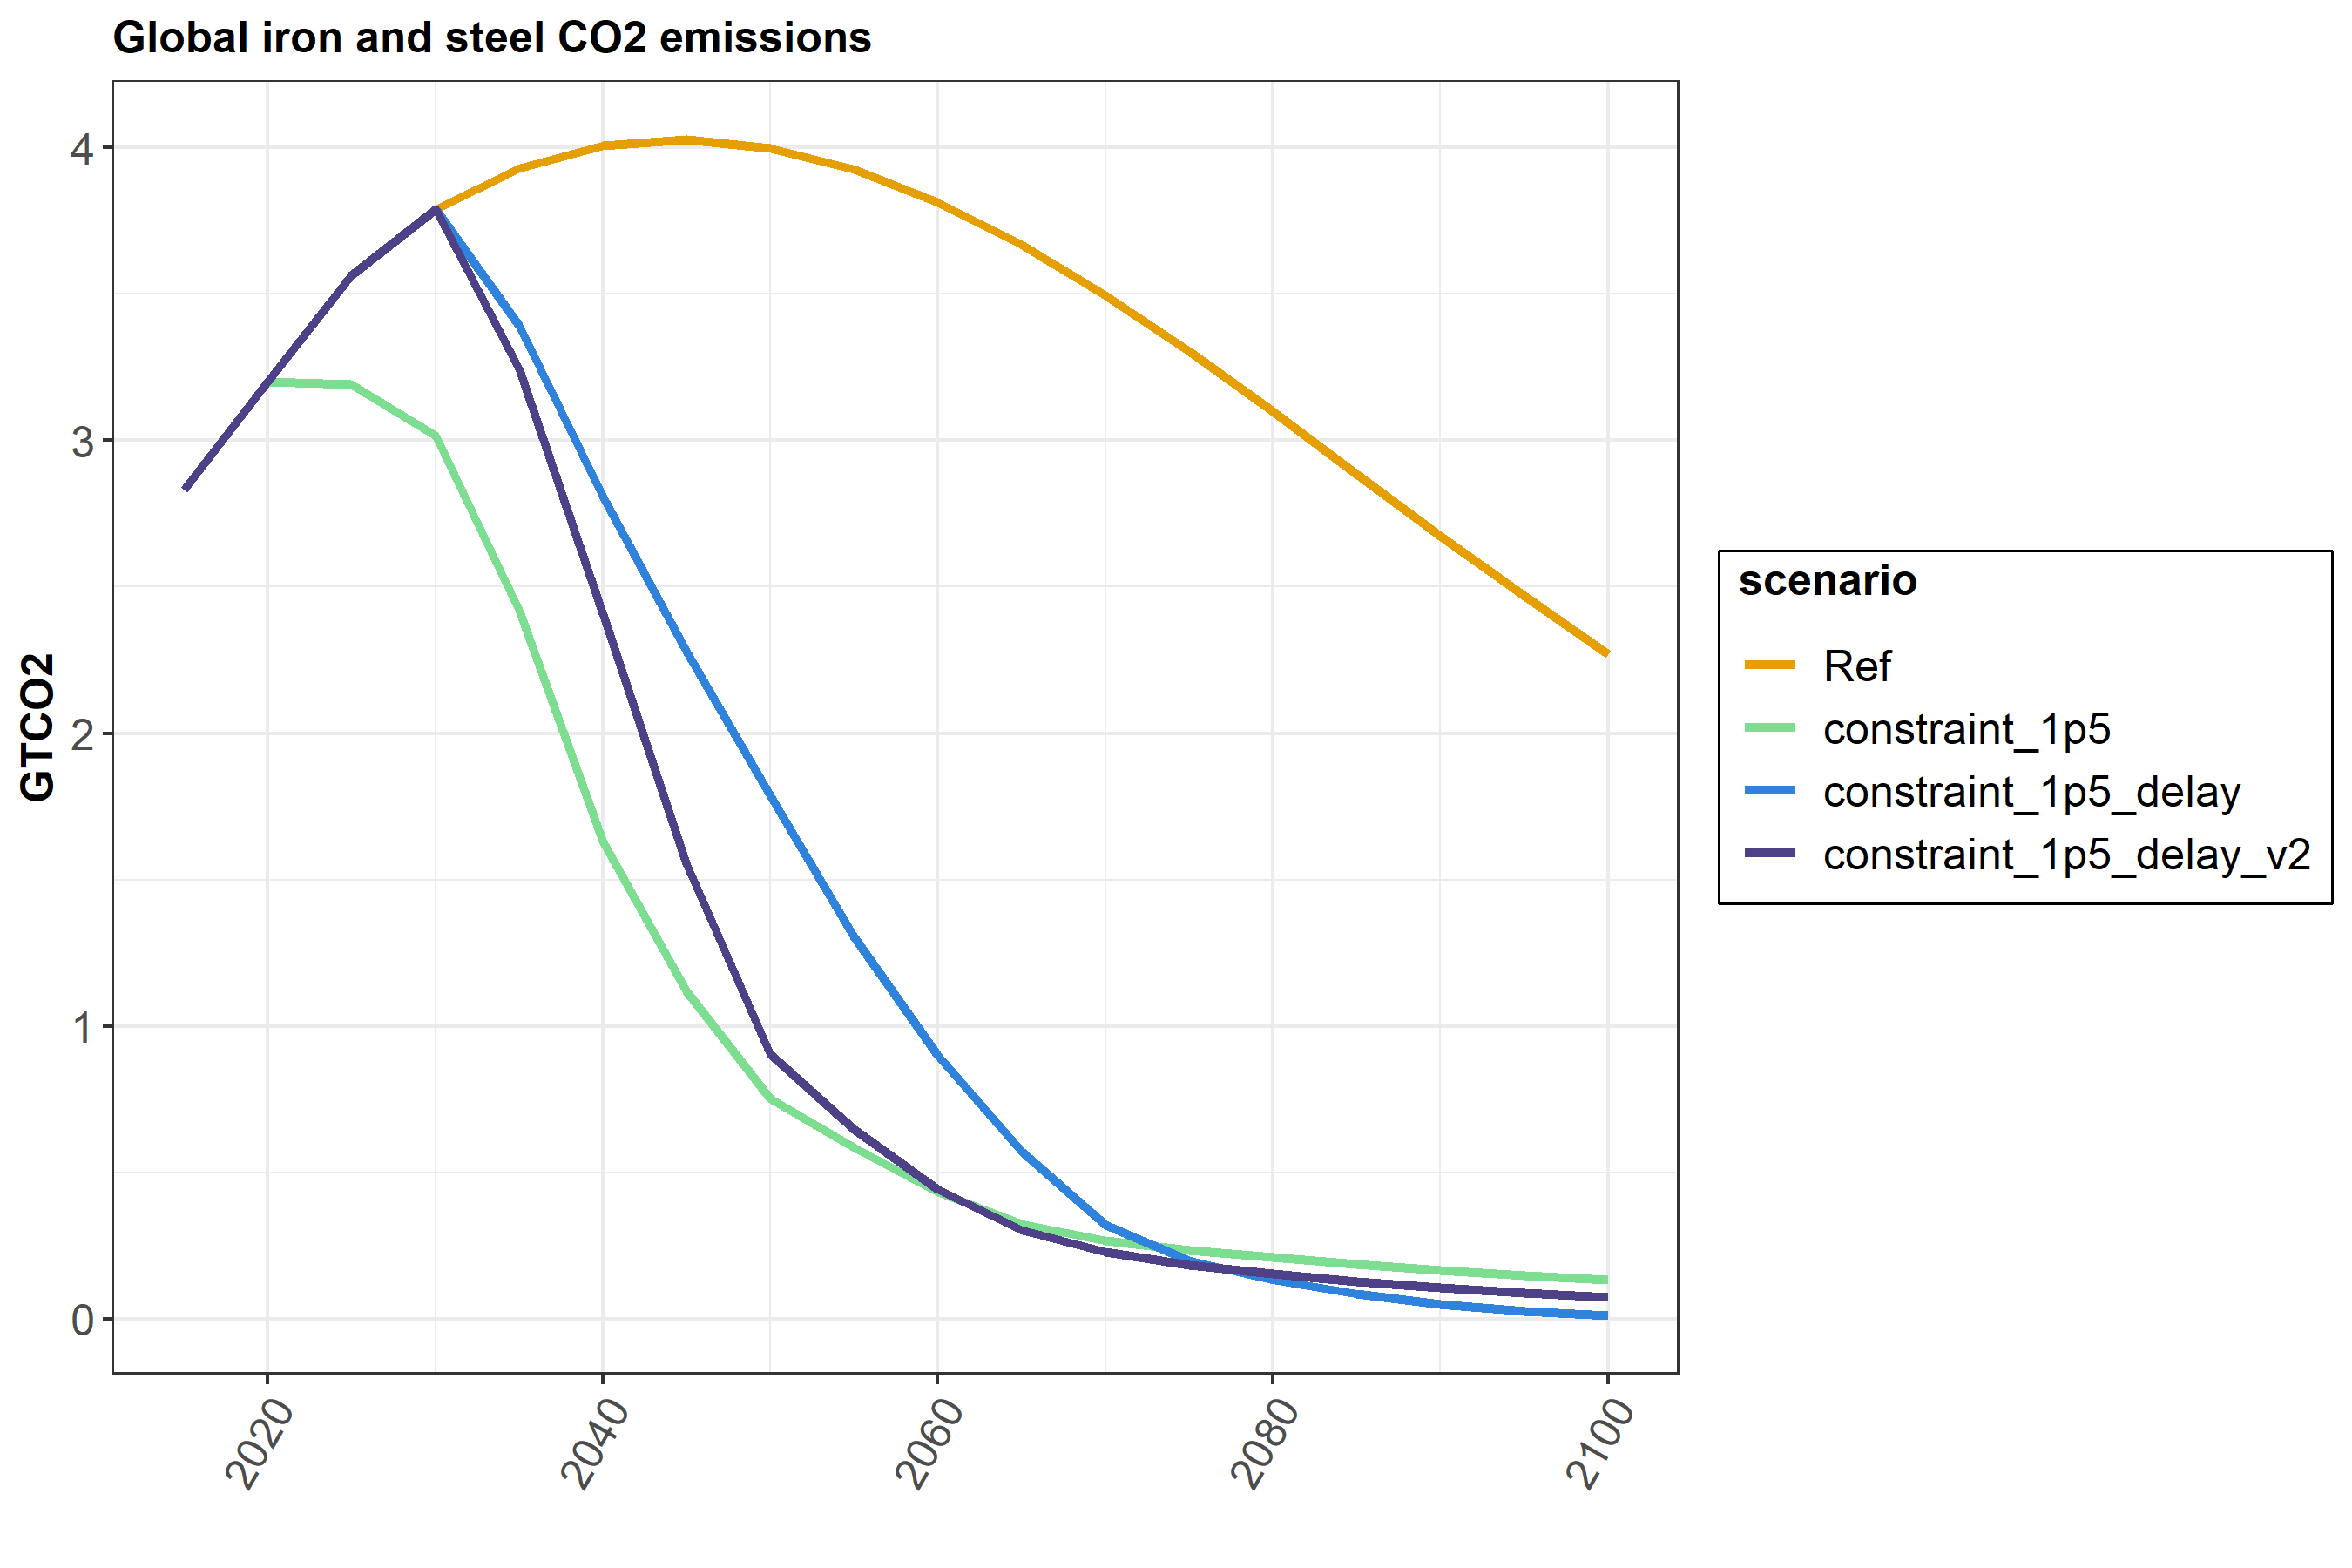 Global iron and steel CO2 emissions
GTCO2
4
3
2
1
0
2020
2040
2060
2080
2100
scenario
Ref
constraint_1p5
constraint_1p5_delay
constraint_1p5_delay_v2